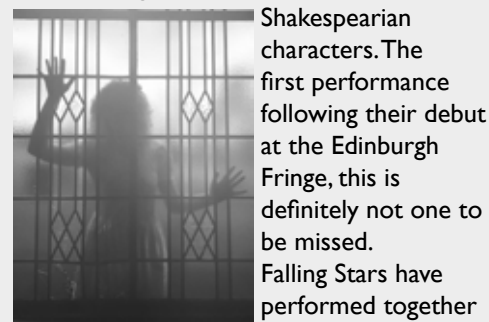 Shakespearian
characters. The
first performance
following their debut
at the Edinburgh
Fringe, this is
definitely not one to
be missed.
Falling Stars have
performed together